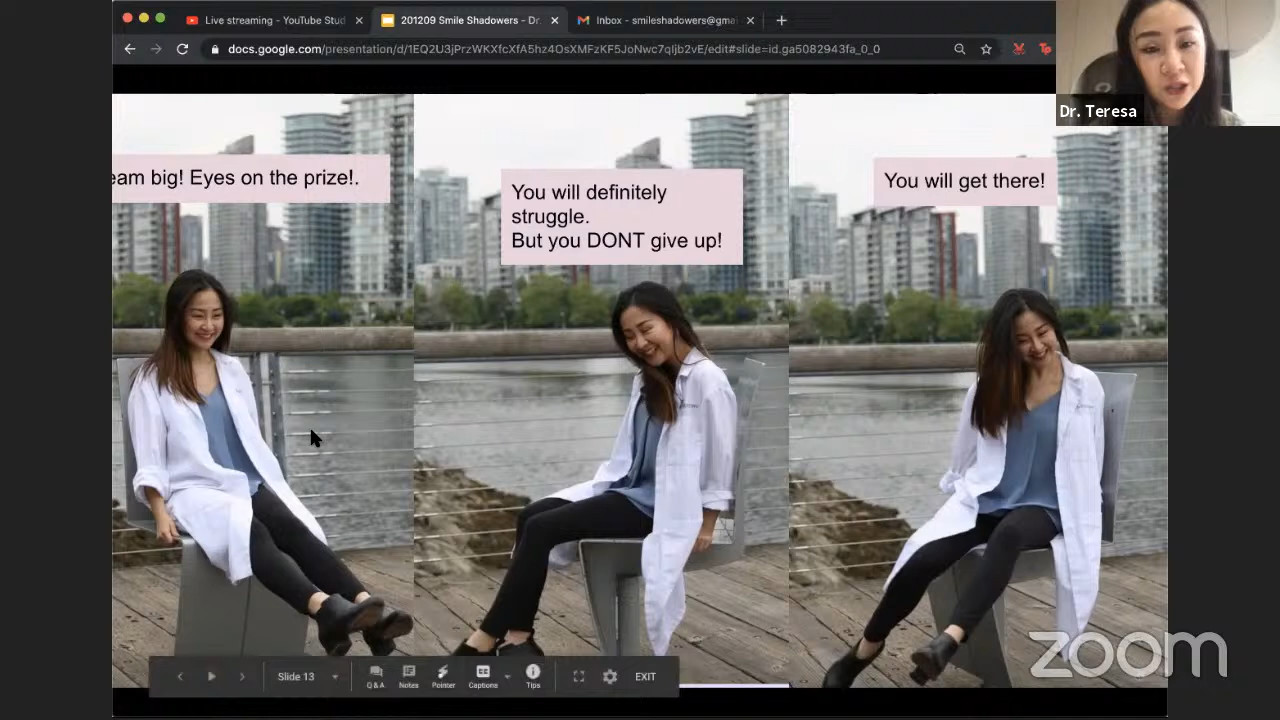 Live streaming - YouTube Stud
201209 Smile Shadowers - Dr.
Inbox - smileshadowers@gmai
docs.google.com/presentation/d/1EQ2U3jPrzWKXfcXfA5hz4OsXMFzKF5JoNwc7qIjb2vE/edit#slide=id.ga5082943fa_0_0
Dr. Teresa
eam big! Eyes on the prize!.
You will definitely
struggle.
But you DONT give up!
You will get there!
Slide 13
Q & A
Notes
Pointer
Captions
Tips
EXIT
zoom